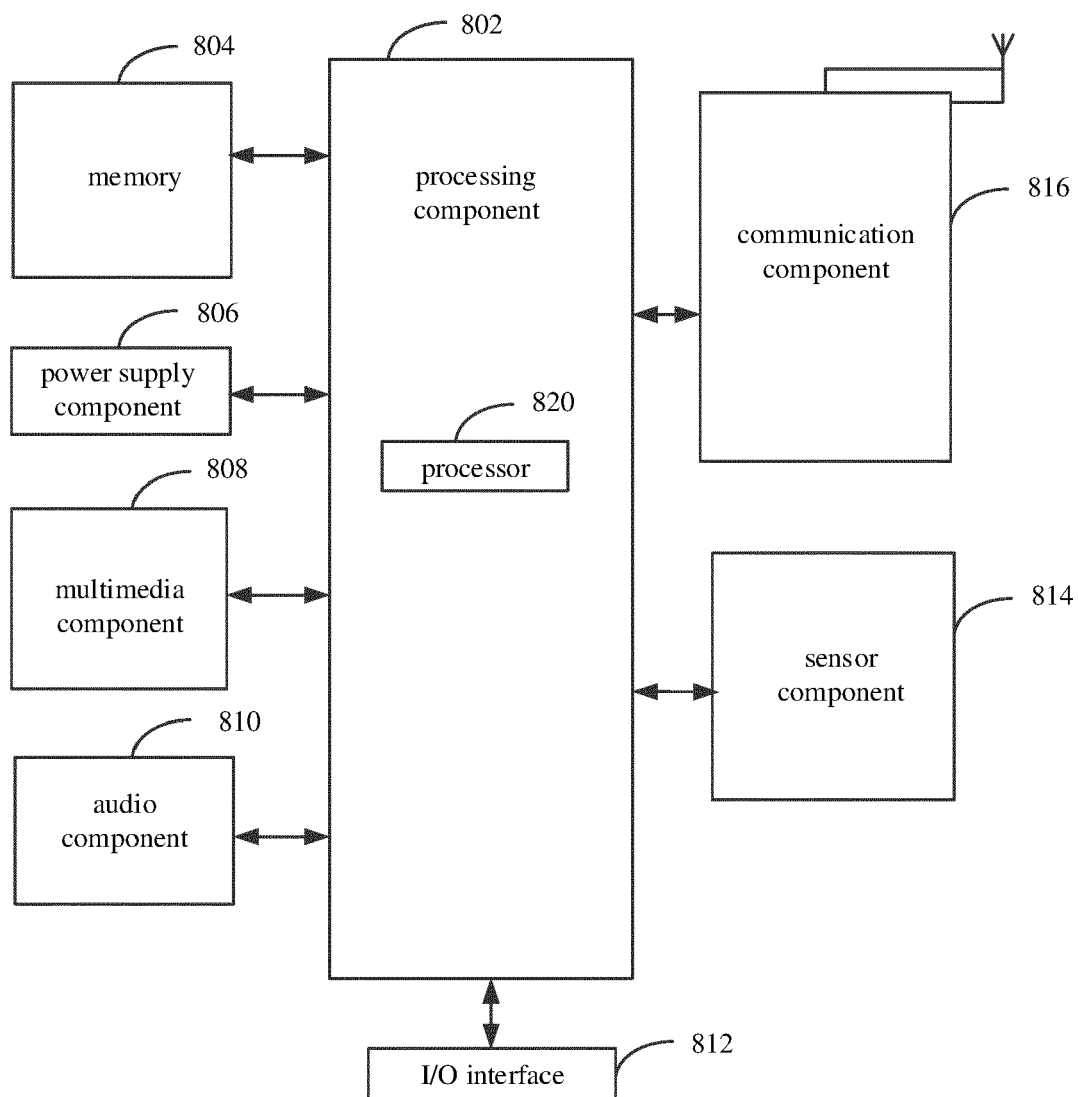 804
memory
806
power supply
component
808
multimedia
component
810
audio
component
802
processing
component
820
processor
816
communication
component
814
sensor
component
812
I/O interface